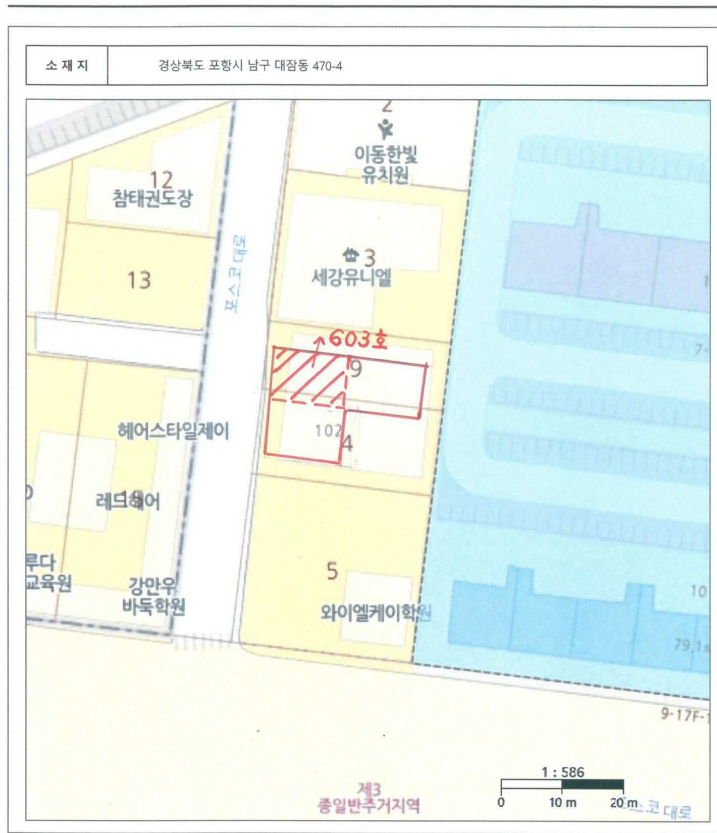 소 재 지
경상북도 포항시 남구 대잠동 470-4
2
이동한빛
유치원
12
참태권도장
포스코대로
3
세강유니엘
13
603호
9
7-
헤어스타일제이
102
4
레드헤어
루다
교육원
강만우
바둑학원
5
와이엘케이학원
10
79.1
9-17F-1
1 : 586
0
10 m
20 m
제3
종일반주거지역
포스코대로